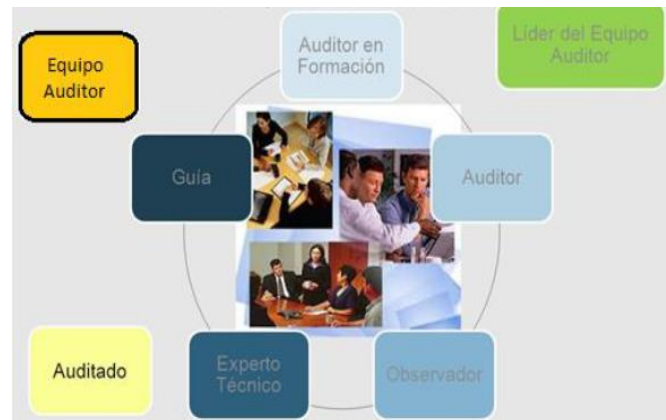 Auditor en
Formación
Líder del Equipo
Auditor
Equipo
Auditor
Guía
Auditor
Auditado
Experto
Técnico
Observador